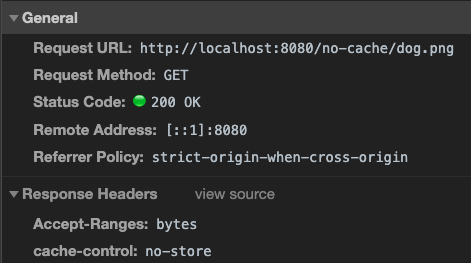 General
Request URL: http://localhost:8080/no-cache/dog.png
Request Method: GET
Status Code: 200 OK
Remote Address: [::1]:8080
Referrer Policy: strict-origin-when-cross-origin
Response Headers view source
Accept-Ranges: bytes
cache-control: no-store